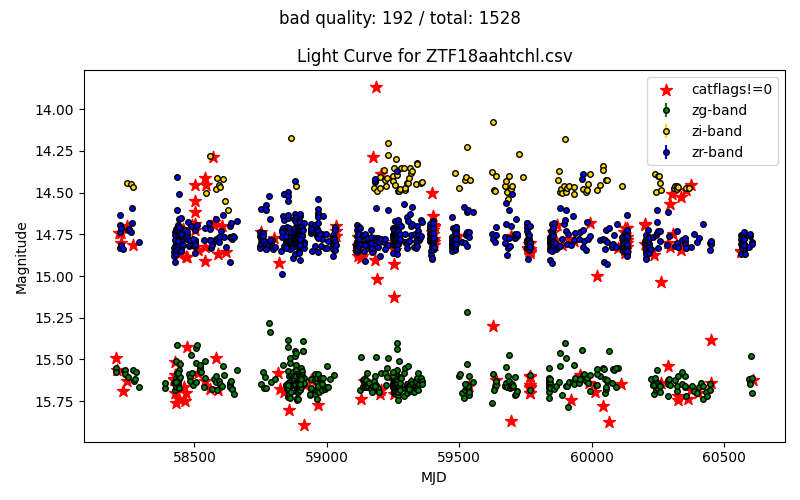 bad quality: 192 / total: 1528
Light Curve for ZTF18aahtchl.csv
catflags!=0
zg-band
zi-band
zr-band
14.00
14.25
14.50
14.75
15.00
15.25
15.50
15.75
Magnitude
58500
59000
59500
60000
60500
MJD